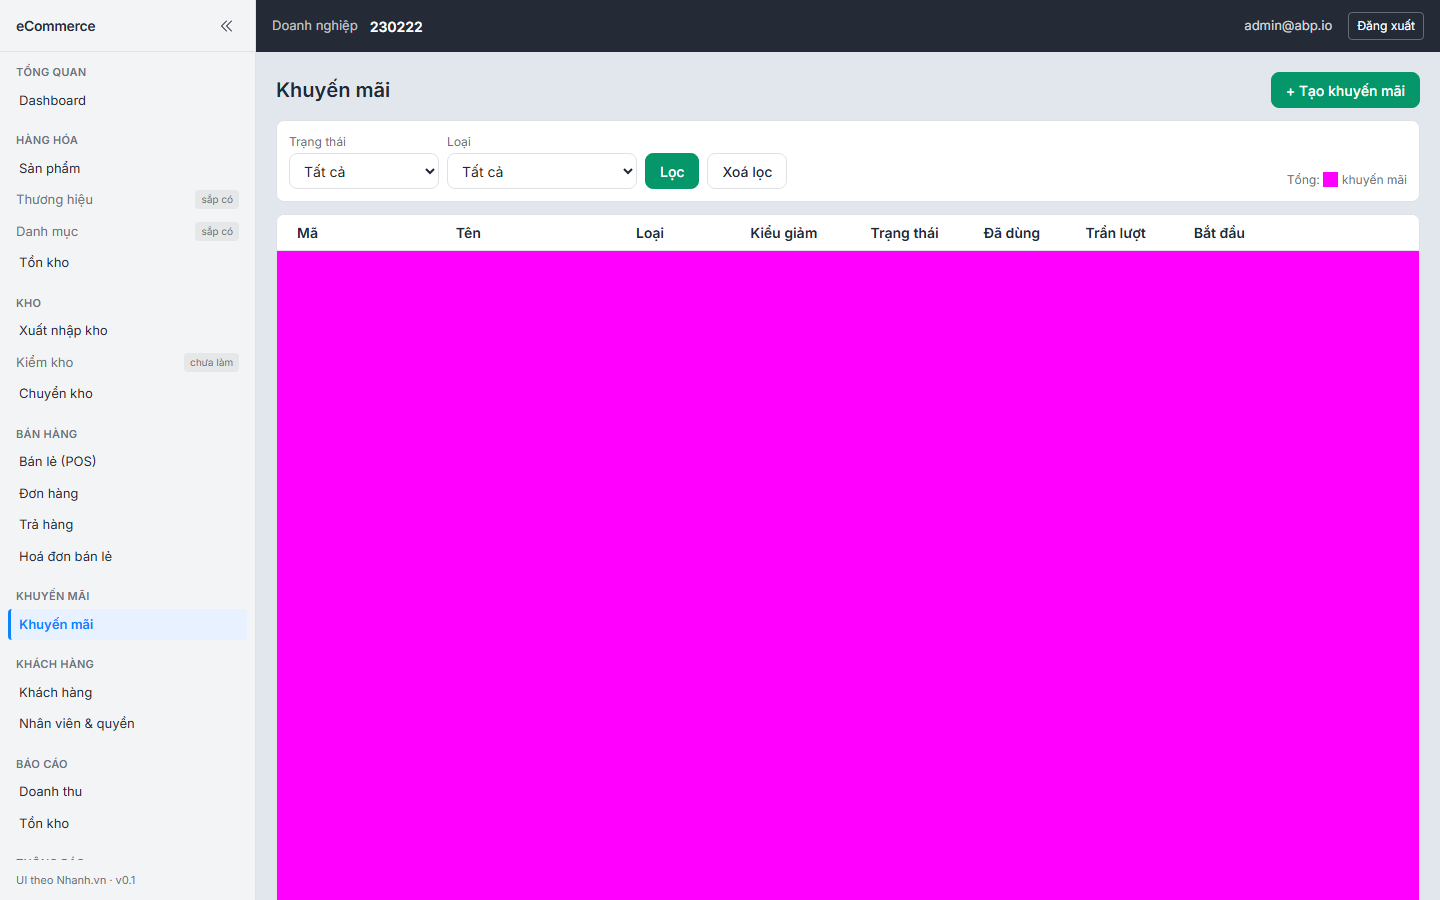 eCommerce
Doanh nghiệp 230222
admin@abp.io
Đăng xuất
TỔNG QUAN
Dashboard
HÀNG HÓA
Sản phẩm
Thương hiệu sắp có
Danh mục sắp có
Tồn kho
KHO
Xuất nhập kho
Kiểm kho chưa làm
Chuyển kho
BÁN HÀNG
Bán lẻ (POS)
Đơn hàng
Trả hàng
Hoá đơn bán lẻ
KHUYẾN MÃI
Khuyến mãi
KHÁCH HÀNG
Khách hàng
Nhân viên & quyền
BÁO CÁO
Doanh thu
Tồn kho
UI theo Nhanh.vn · v0.1
Khuyến mãi
+ Tạo khuyến mãi
Trạng thái Loại
Tất cả Tất cả Lọc Xoá lọc
Tổng: khuyến mãi
Mã Tên Loại Kiểu giảm Trạng thái Đã dùng Trần lượt Bắt đầu